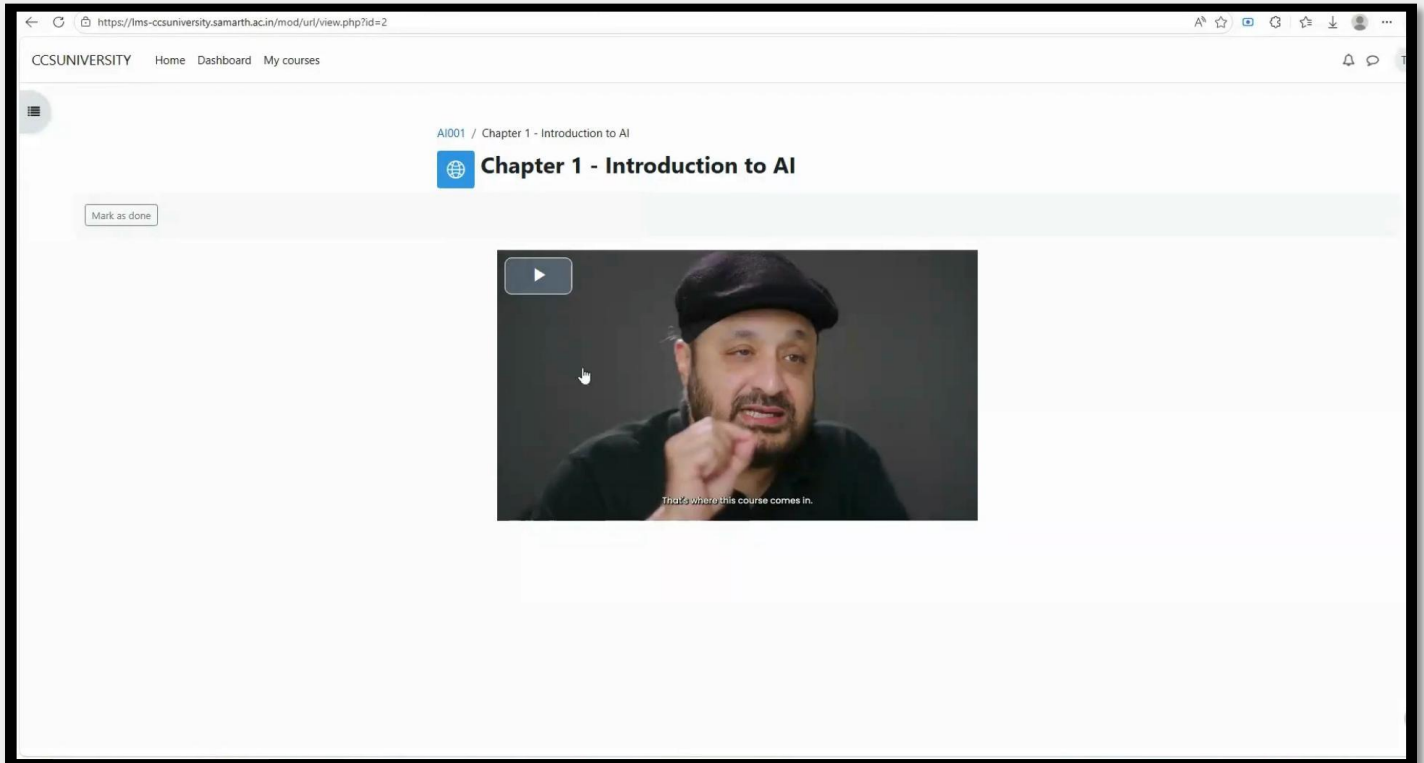 https://lms-ccsuniversity.samarth.ac.in/mod/url/view.php?id=2
CCSUNIVERSITY Home Dashboard My courses
AI001 / Chapter 1 - Introduction to AI
Chapter 1 - Introduction to AI
Mark as done
That's where this course comes in.